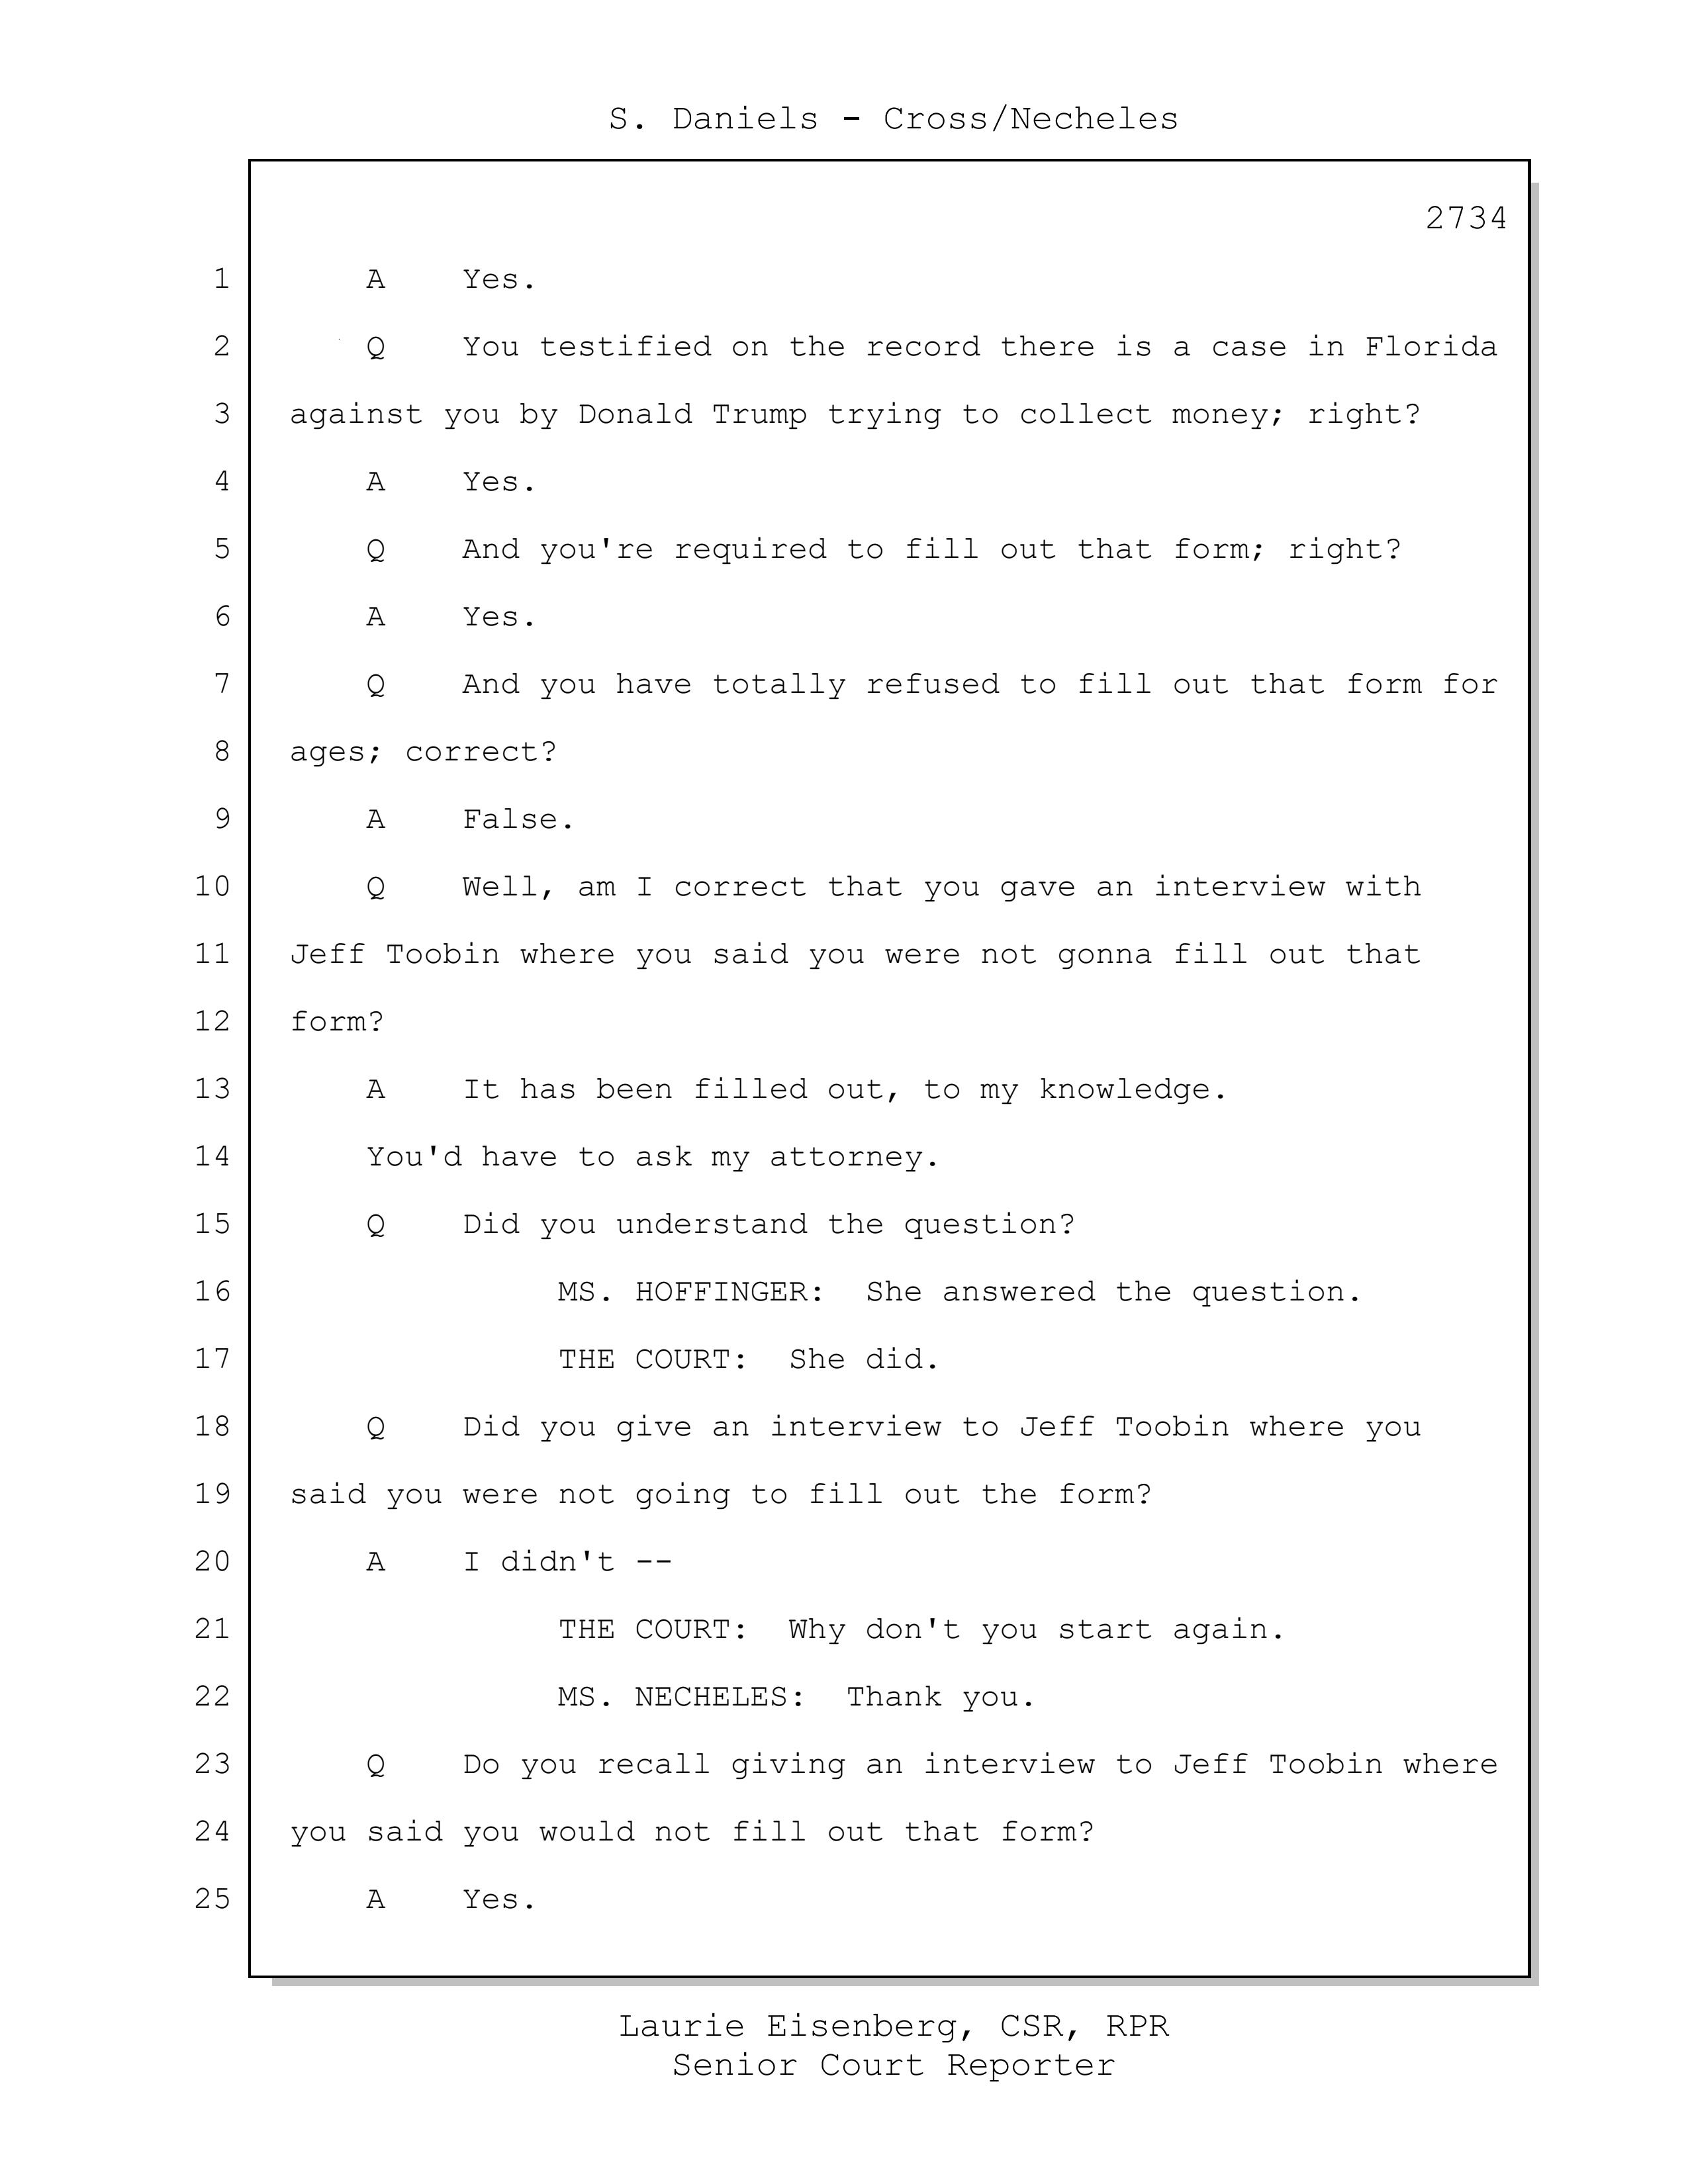 S. Daniels - Cross/Necheles
2734
1 A Yes.
2 Q You testified on the record there is a case in Florida
3 against you by Donald Trump trying to collect money; right?
4 A Yes.
5 Q And you're required to fill out that form; right?
6 A Yes.
7 Q And you have totally refused to fill out that form for
8 ages; correct?
9 A False.
10 Q Well, am I correct that you gave an interview with
11 Jeff Toobin where you said you were not gonna fill out that
12 form?
13 A It has been filled out, to my knowledge.
14 You'd have to ask my attorney.
15 Q Did you understand the question?
16 MS. HOFFINGER: She answered the question.
17 THE COURT: She did.
18 Q Did you give an interview to Jeff Toobin where you
19 said you were not going to fill out the form?
20 A I didn't --
21 THE COURT: Why don't you start again.
22 MS. NECHELES: Thank you.
23 Q Do you recall giving an interview to Jeff Toobin where
24 you said you would not fill out that form?
25 A Yes.
Laurie Eisenberg, CSR, RPR
Senior Court Reporter